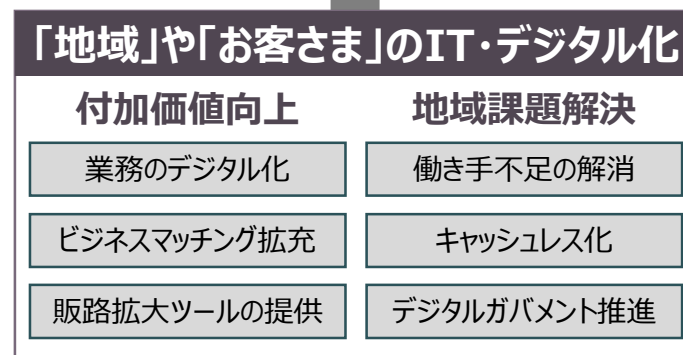 「地域」や「お客さま」のIT・デジタル化
付加価値向上
地域課題解決
業務のデジタル化
働き手不足の解消
ビジネスマッチング拡充
キャッシュレス化
販路拡大ツールの提供
デジタルガバメント推進